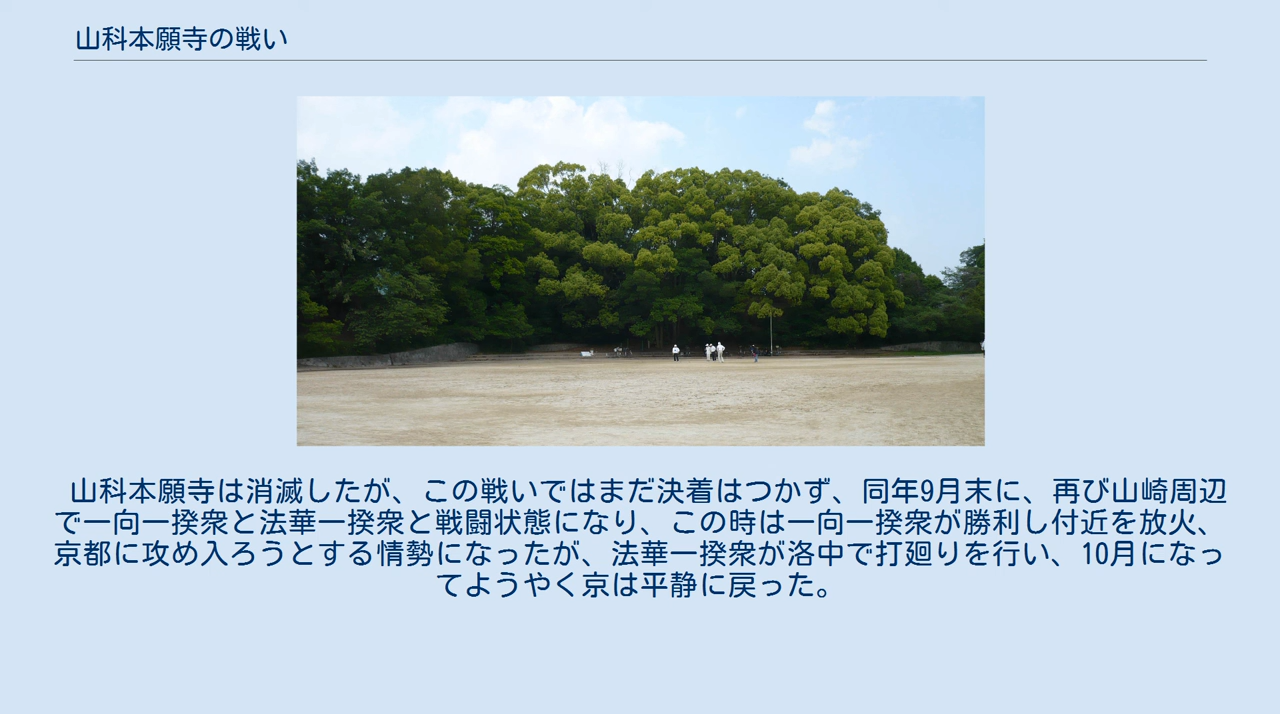 山科本願寺の戦い
山科本願寺は消滅したが、この戦いではまだ決着はつかず、同年9月末に、再び山崎周辺
で一向一揆衆と法華一揆衆と戦闘状態になり、この時は一向一揆衆が勝利し付近を放火、
京都に攻め入ろうとする情勢になったが、法華一揆衆が洛中で打廻りを行い、10月になっ
てようやく京は平静に戻った。